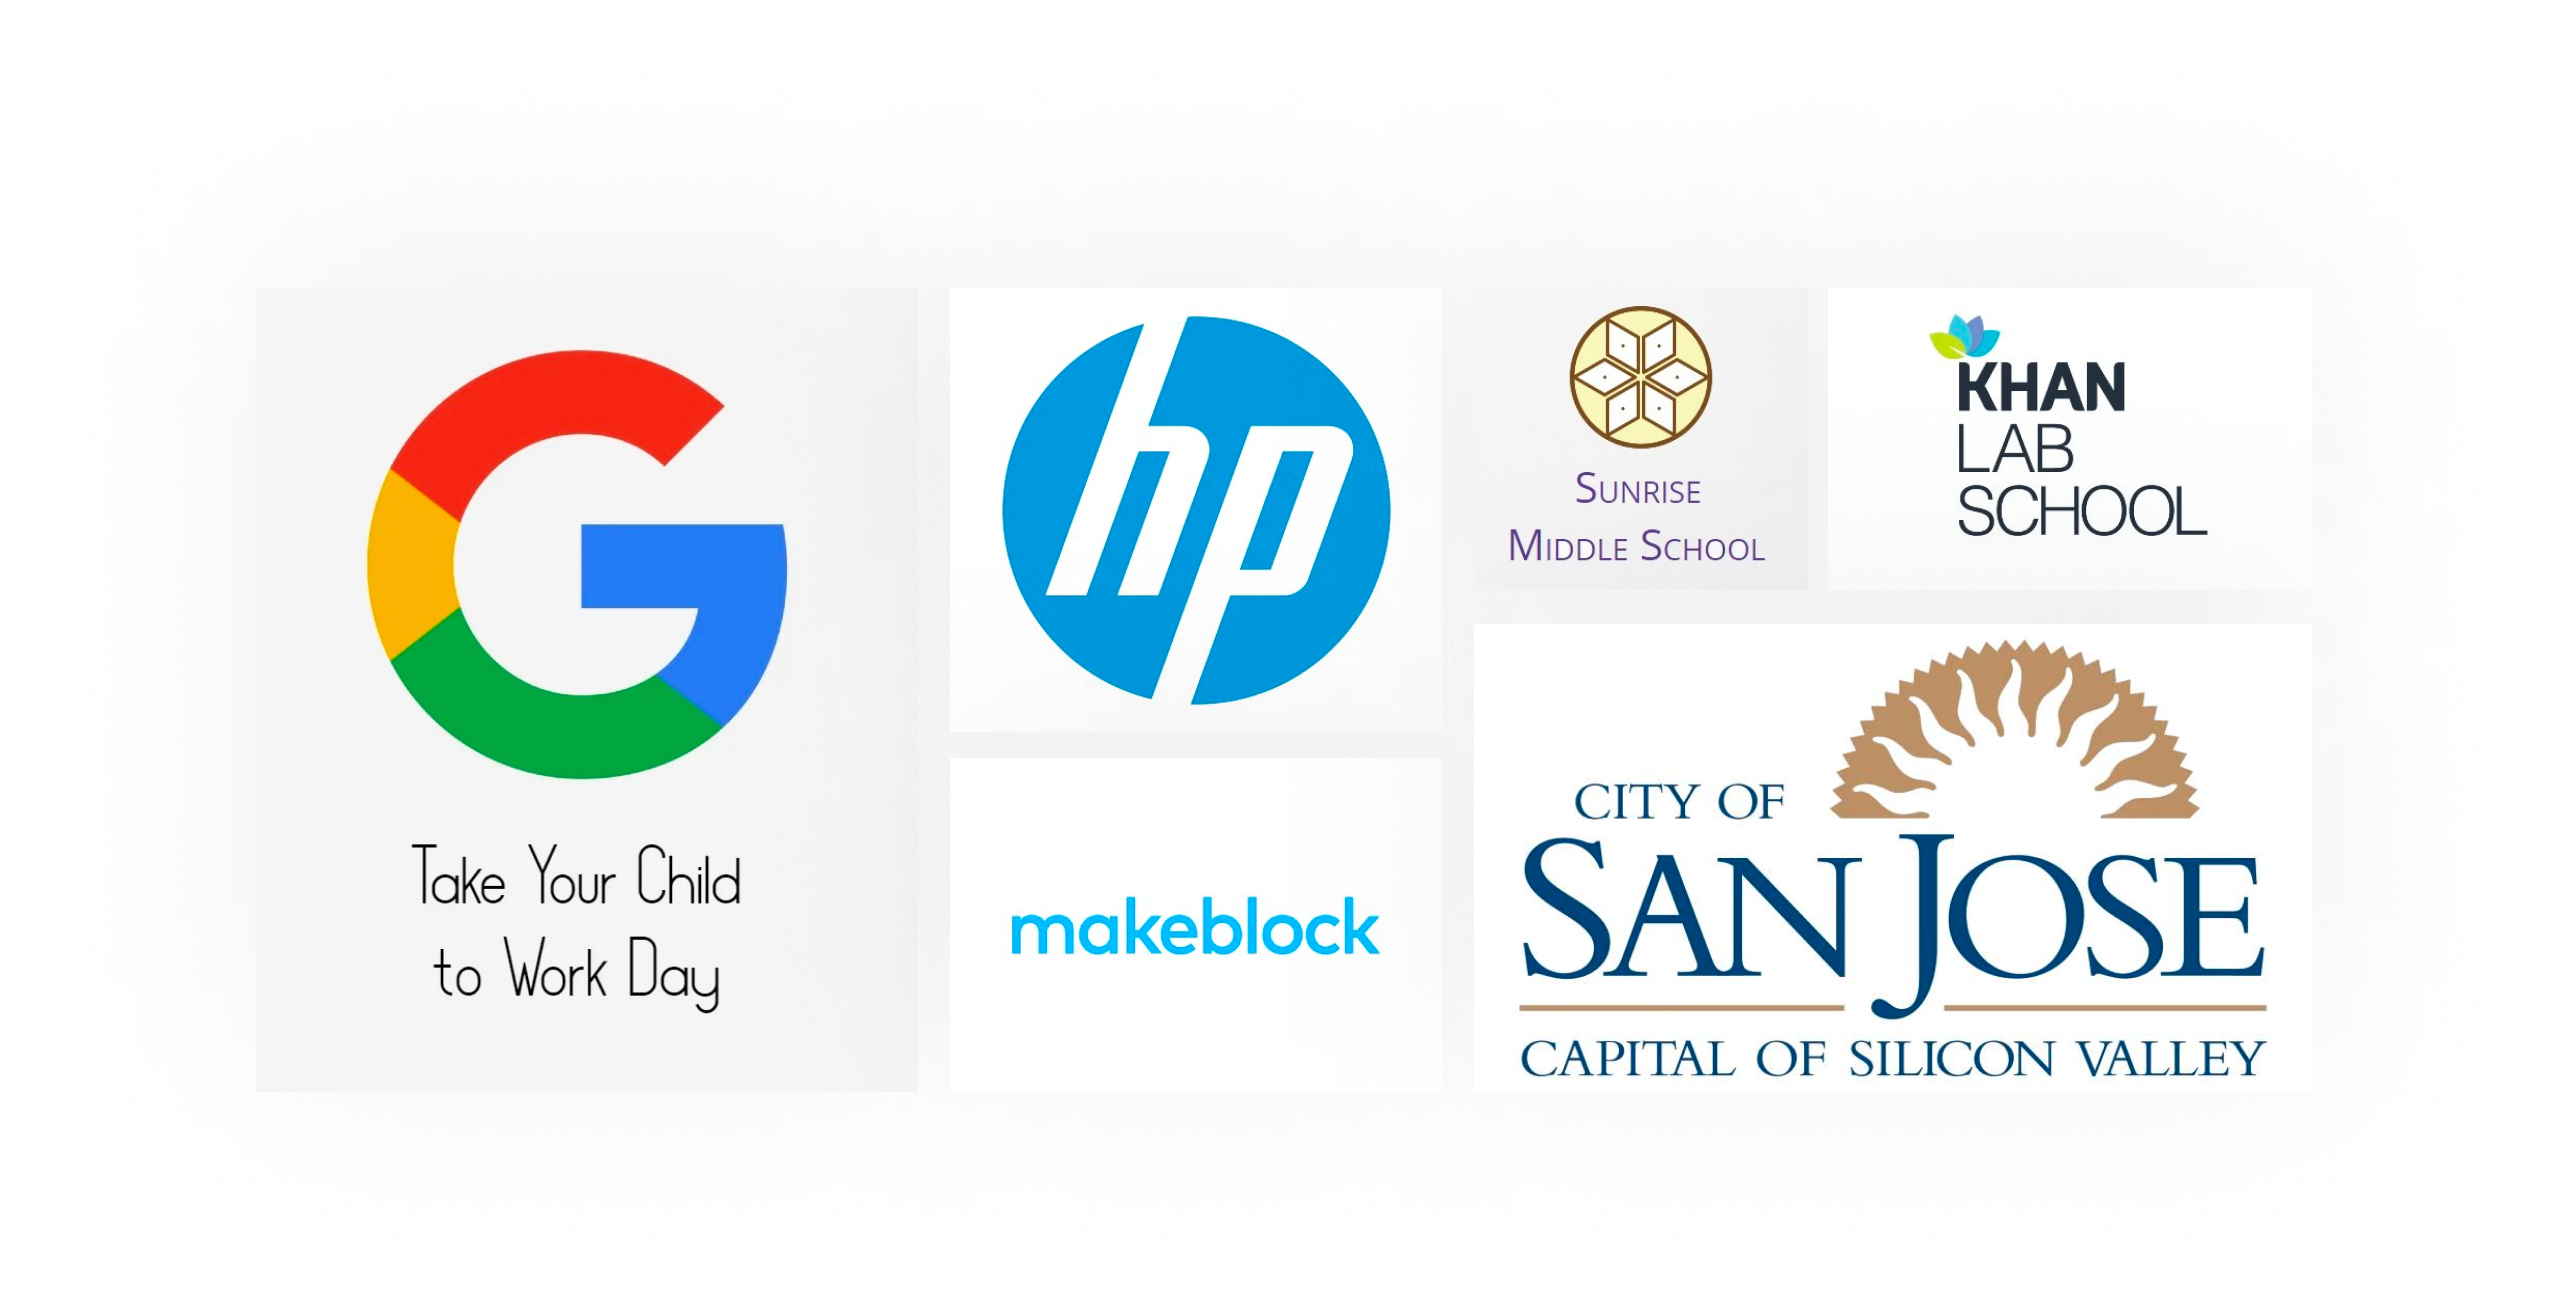 G
Take Your Child
to Work Day
hp
makeblock
SUNRISE
MIDDLE SCHOOL
KHAN
LAB
SCHOOL
CITY OF
SAN JOSE
CAPITAL OF SILICON VALLEY